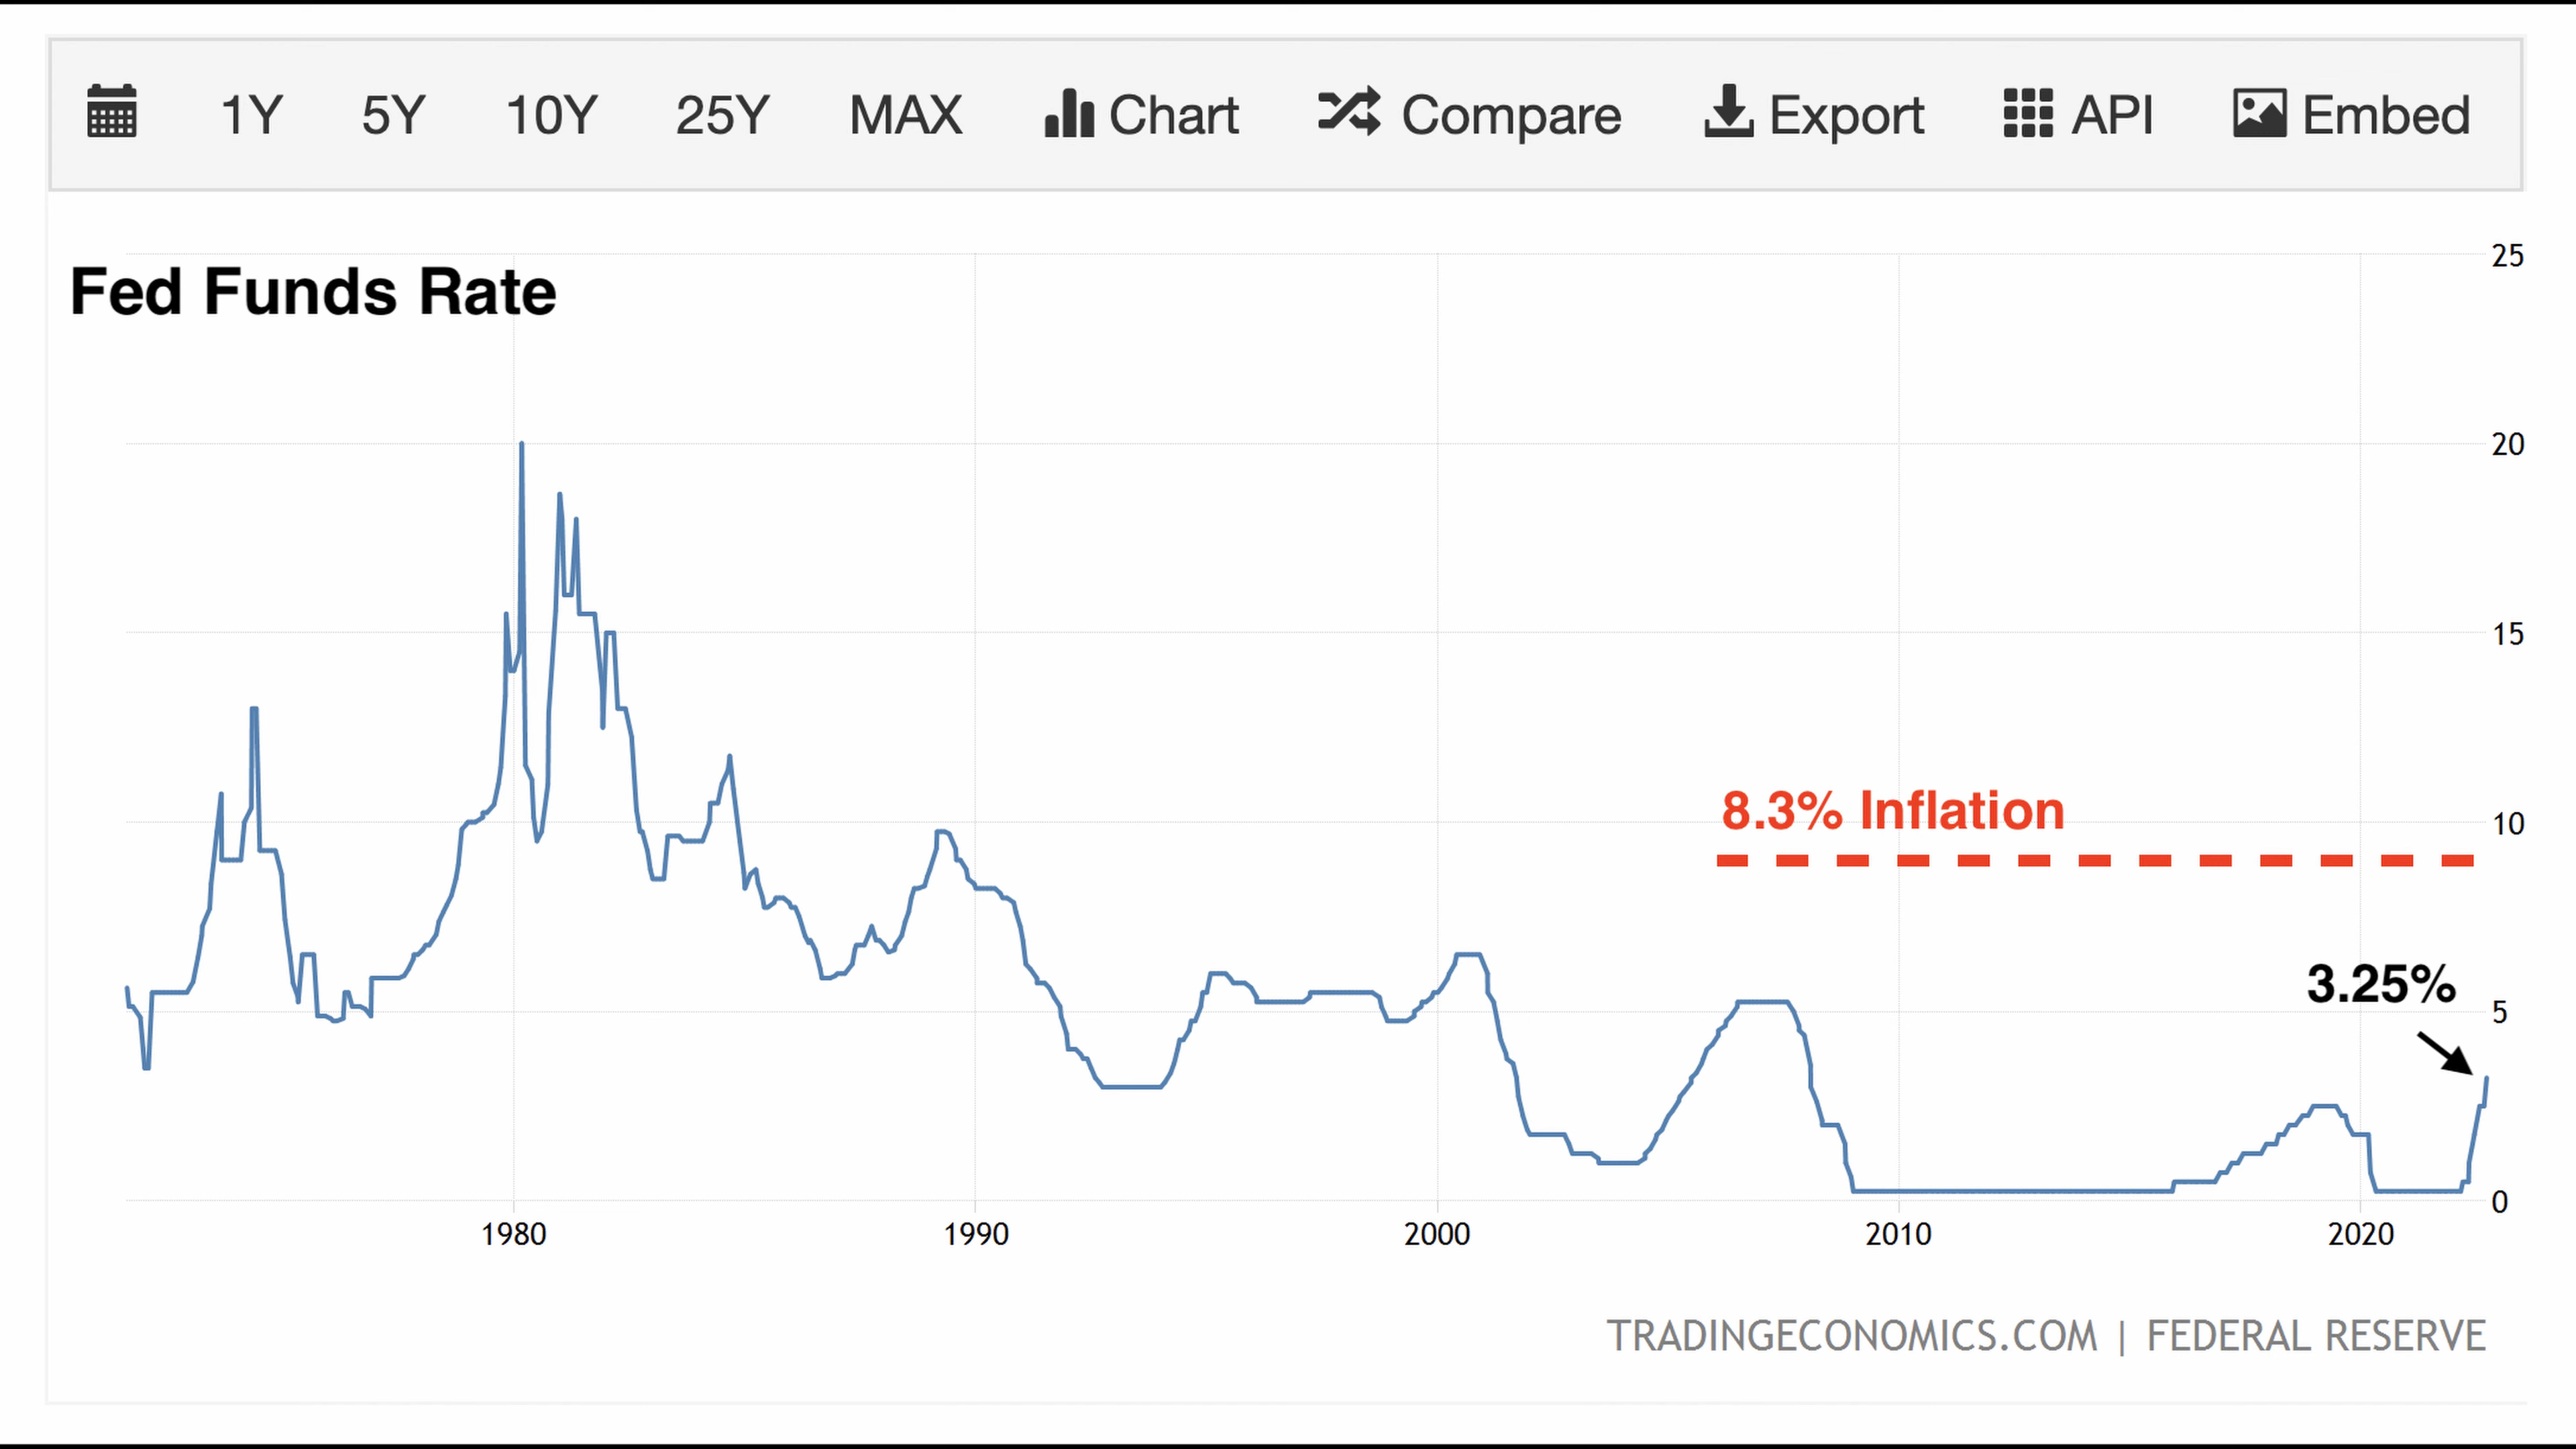 1Y 5Y 10Y 25Y MAX Chart Compare Export API Embed
Fed Funds Rate
25
20
15
8.3% Inflation
10
3.25%
5
0
1980 1990 2000 2010 2020
TRADINGECONOMICS.COM | FEDERAL RESERVE